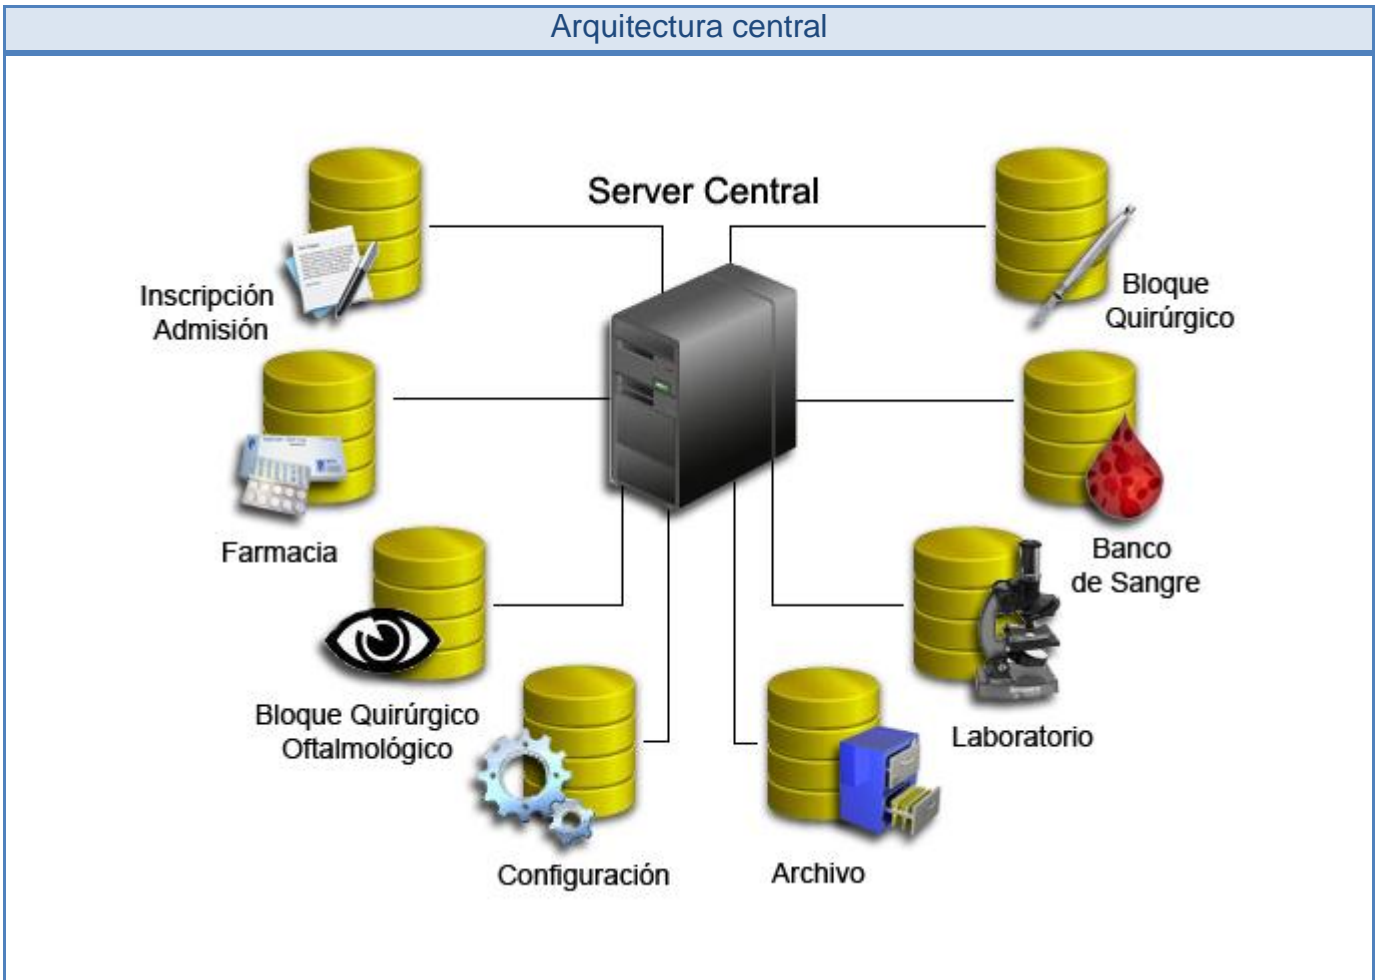 Arquitectura central
Server Central
Inscripción
Admisión
Bloque
Quirúrgico
Farmacia
Banco
de Sangre
Bloque Quirúrgico
Oftalmológico
Laboratorio
Configuración
Archivo